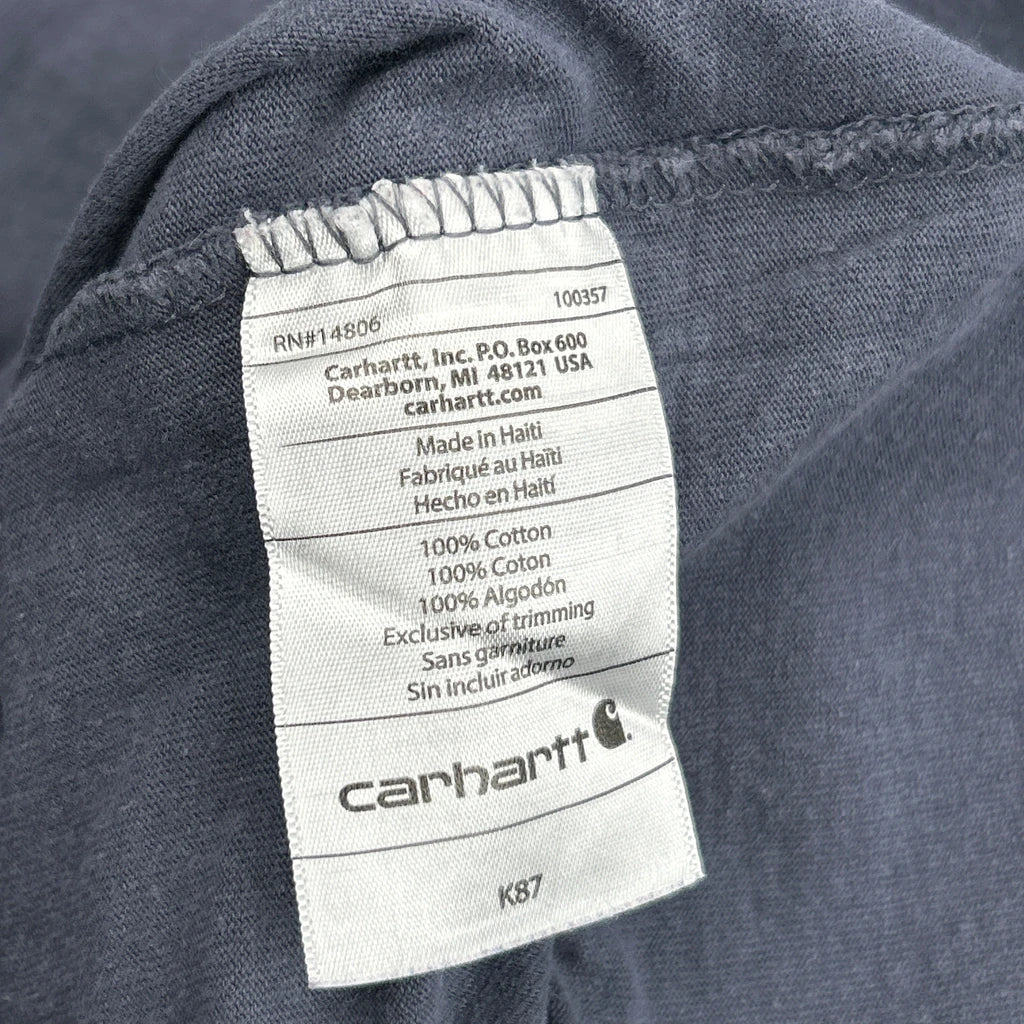 RN#14806 100357
Carhartt, Inc. P.O. Box 600
Dearborn, MI 48121 USA
carhartt.com
Made in Haiti
Fabriqué au Haïti
Hecho en Haití
100% Cotton
100% Coton
100% Algodón
Exclusive of trimming
Sans garniture
Sin incluir adorno
carhartt
K87